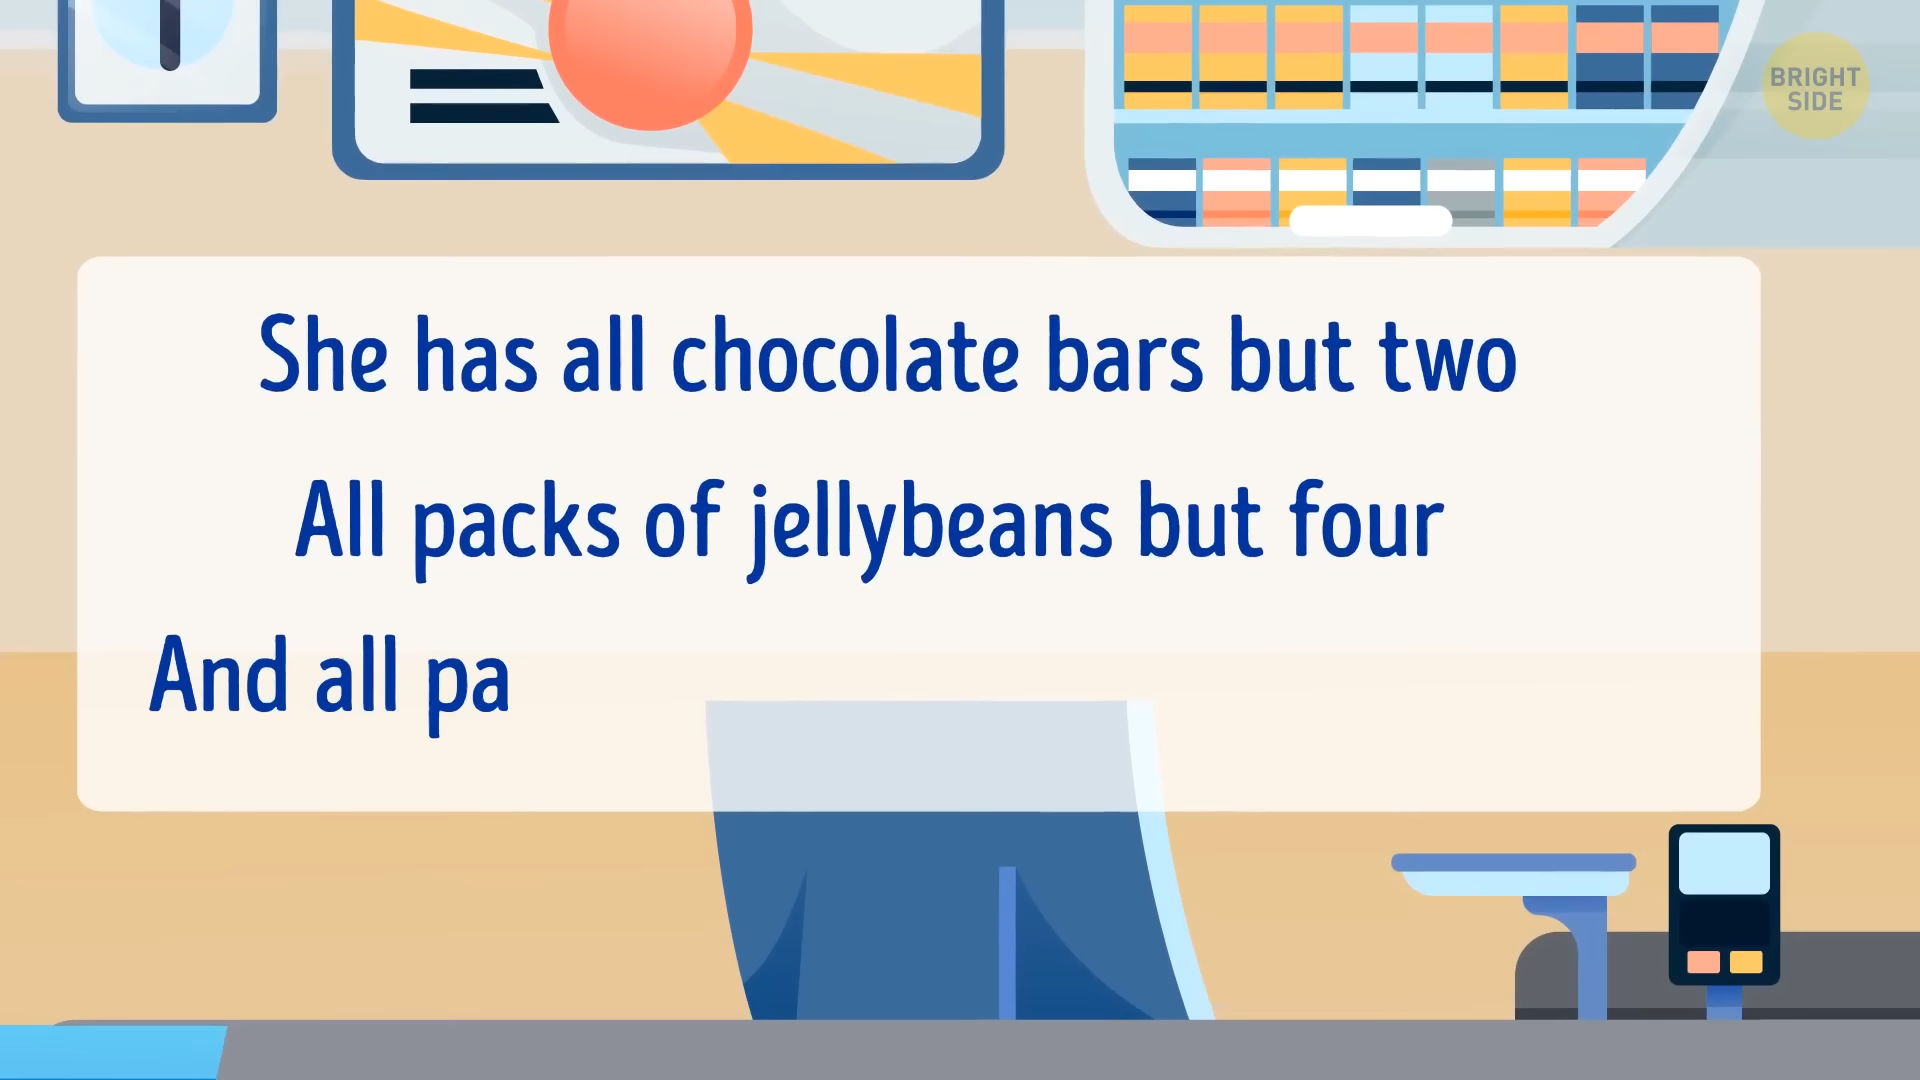 BRIGHT
SIDE
She has all chocolate bars but two
All packs of jellybeans but four
And all pa